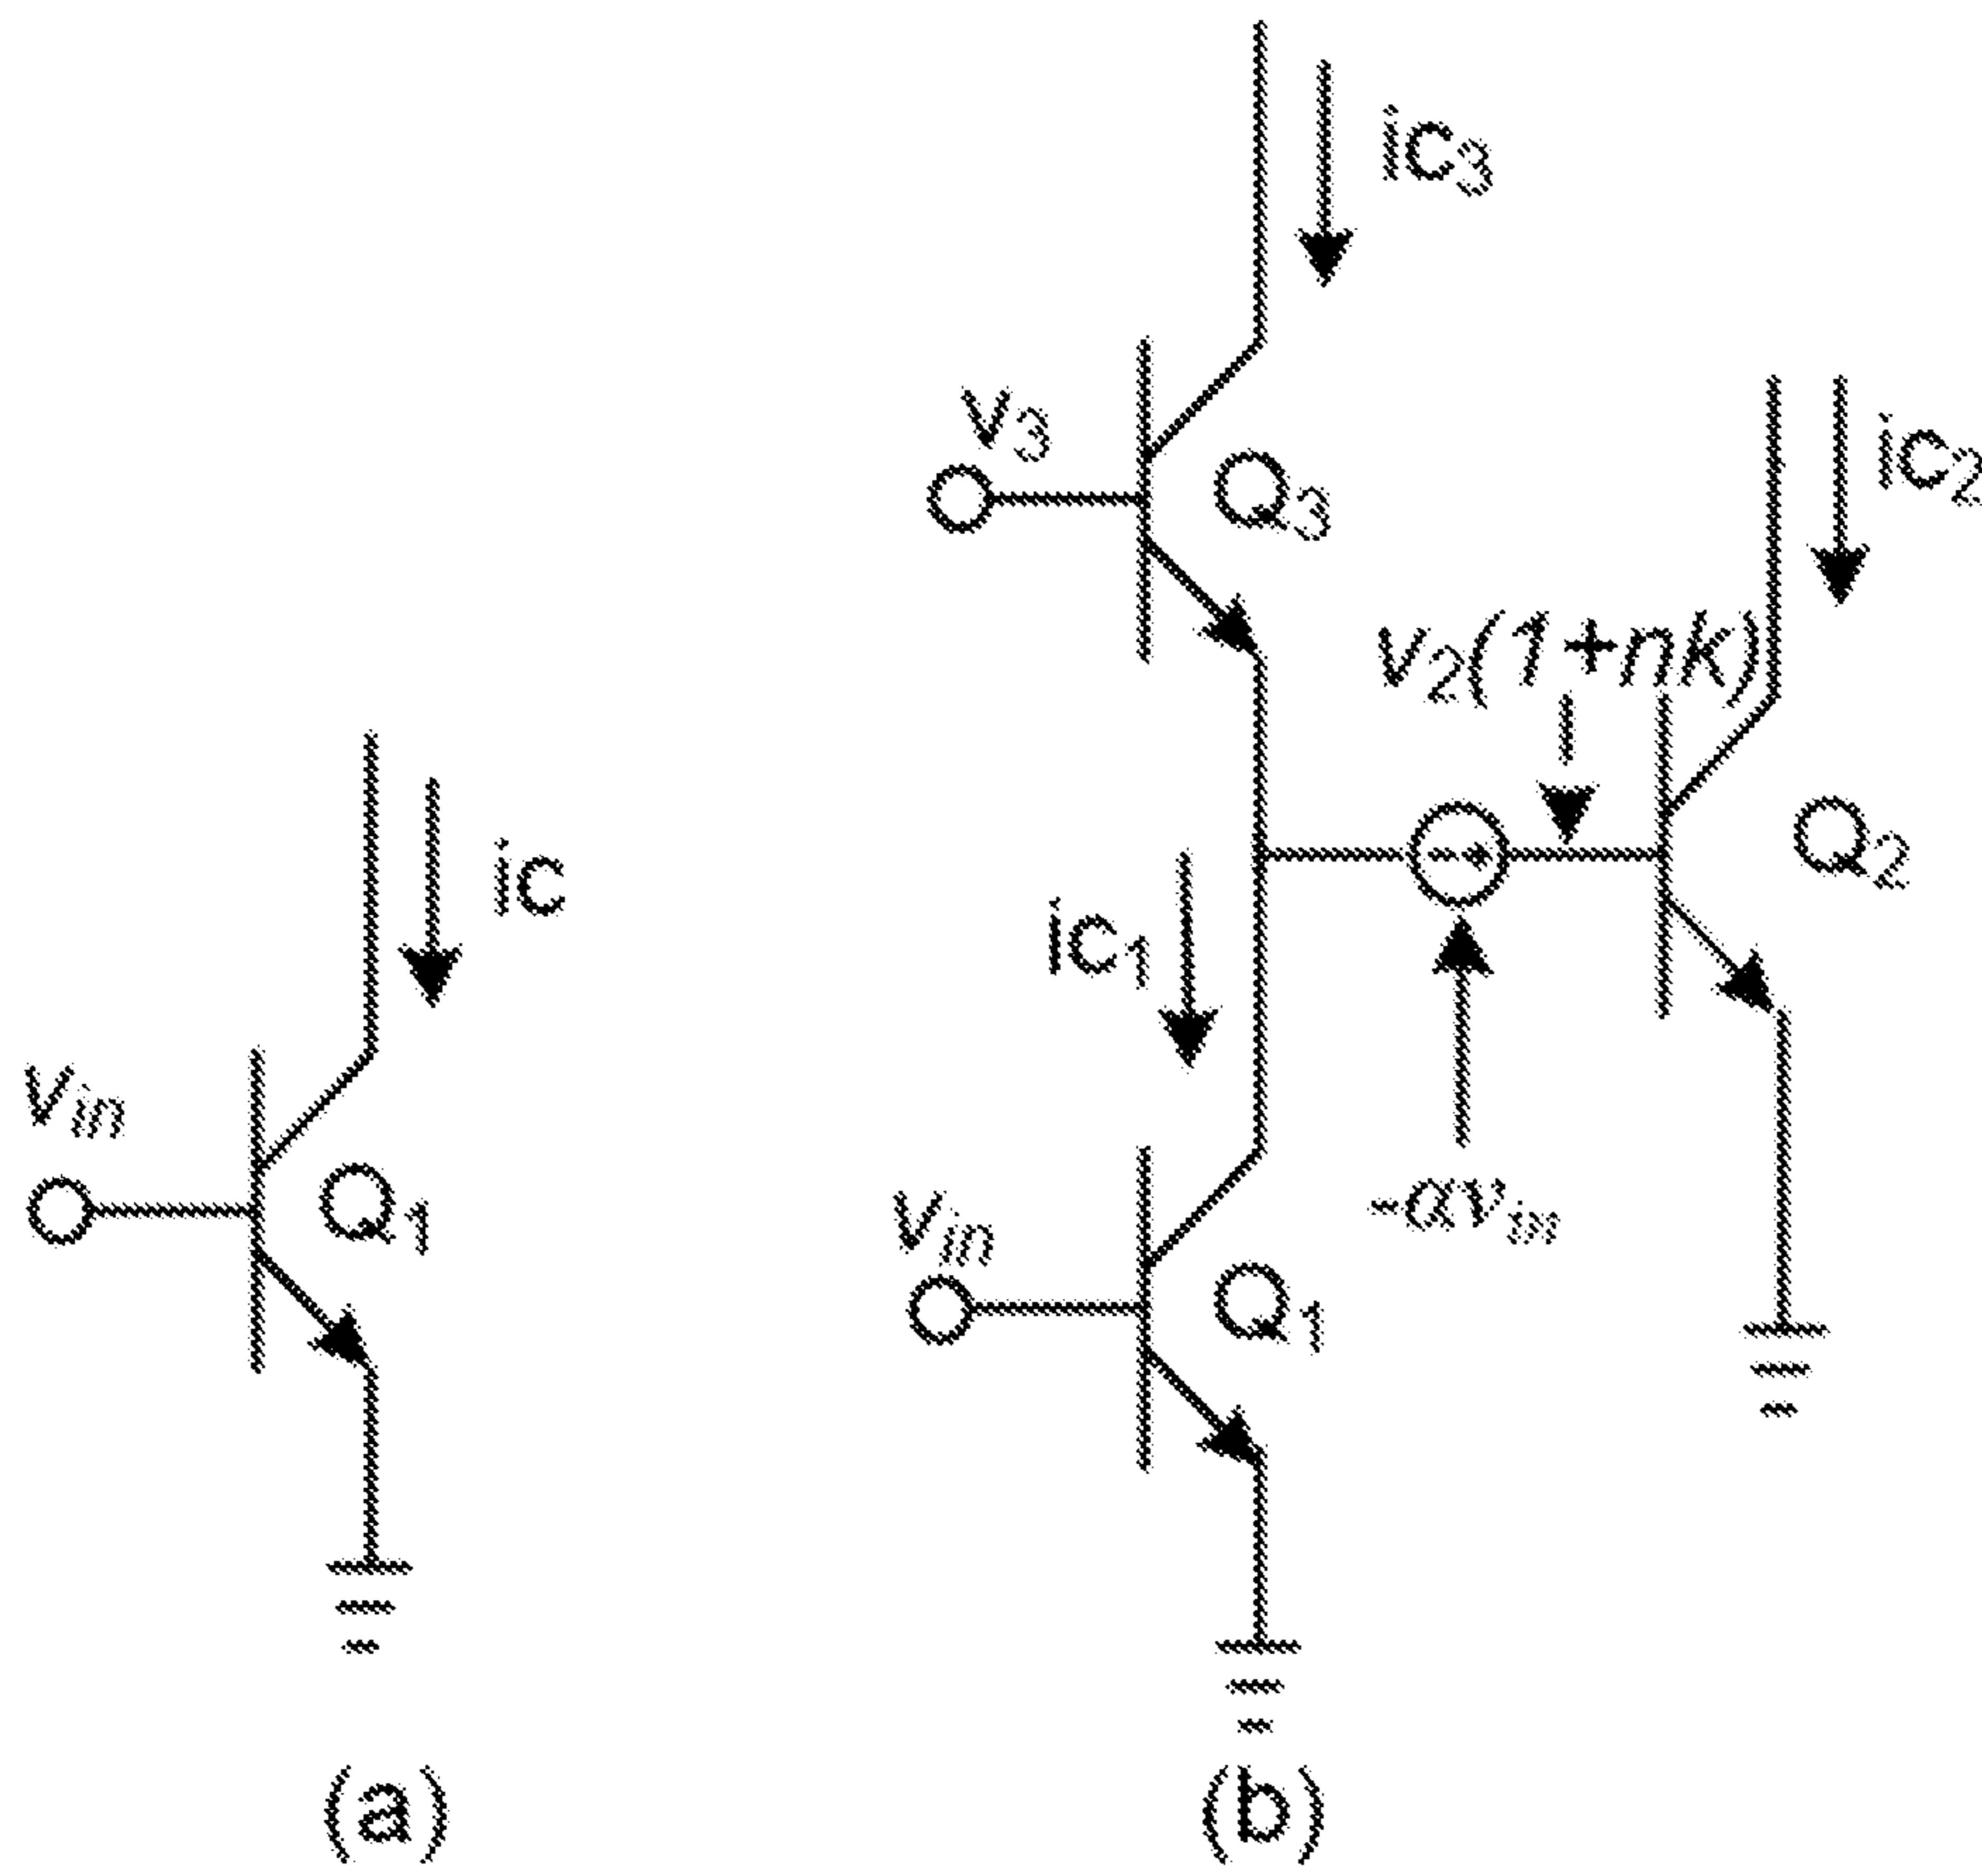 ic₃
v₃
Q₃
ic₂
v₂(1+nk)
ic
Q₂
ic₁
vᵢₙ
Q₁
-αvᵢₙ
vᵢₙ
Q₁
(a)
(b)